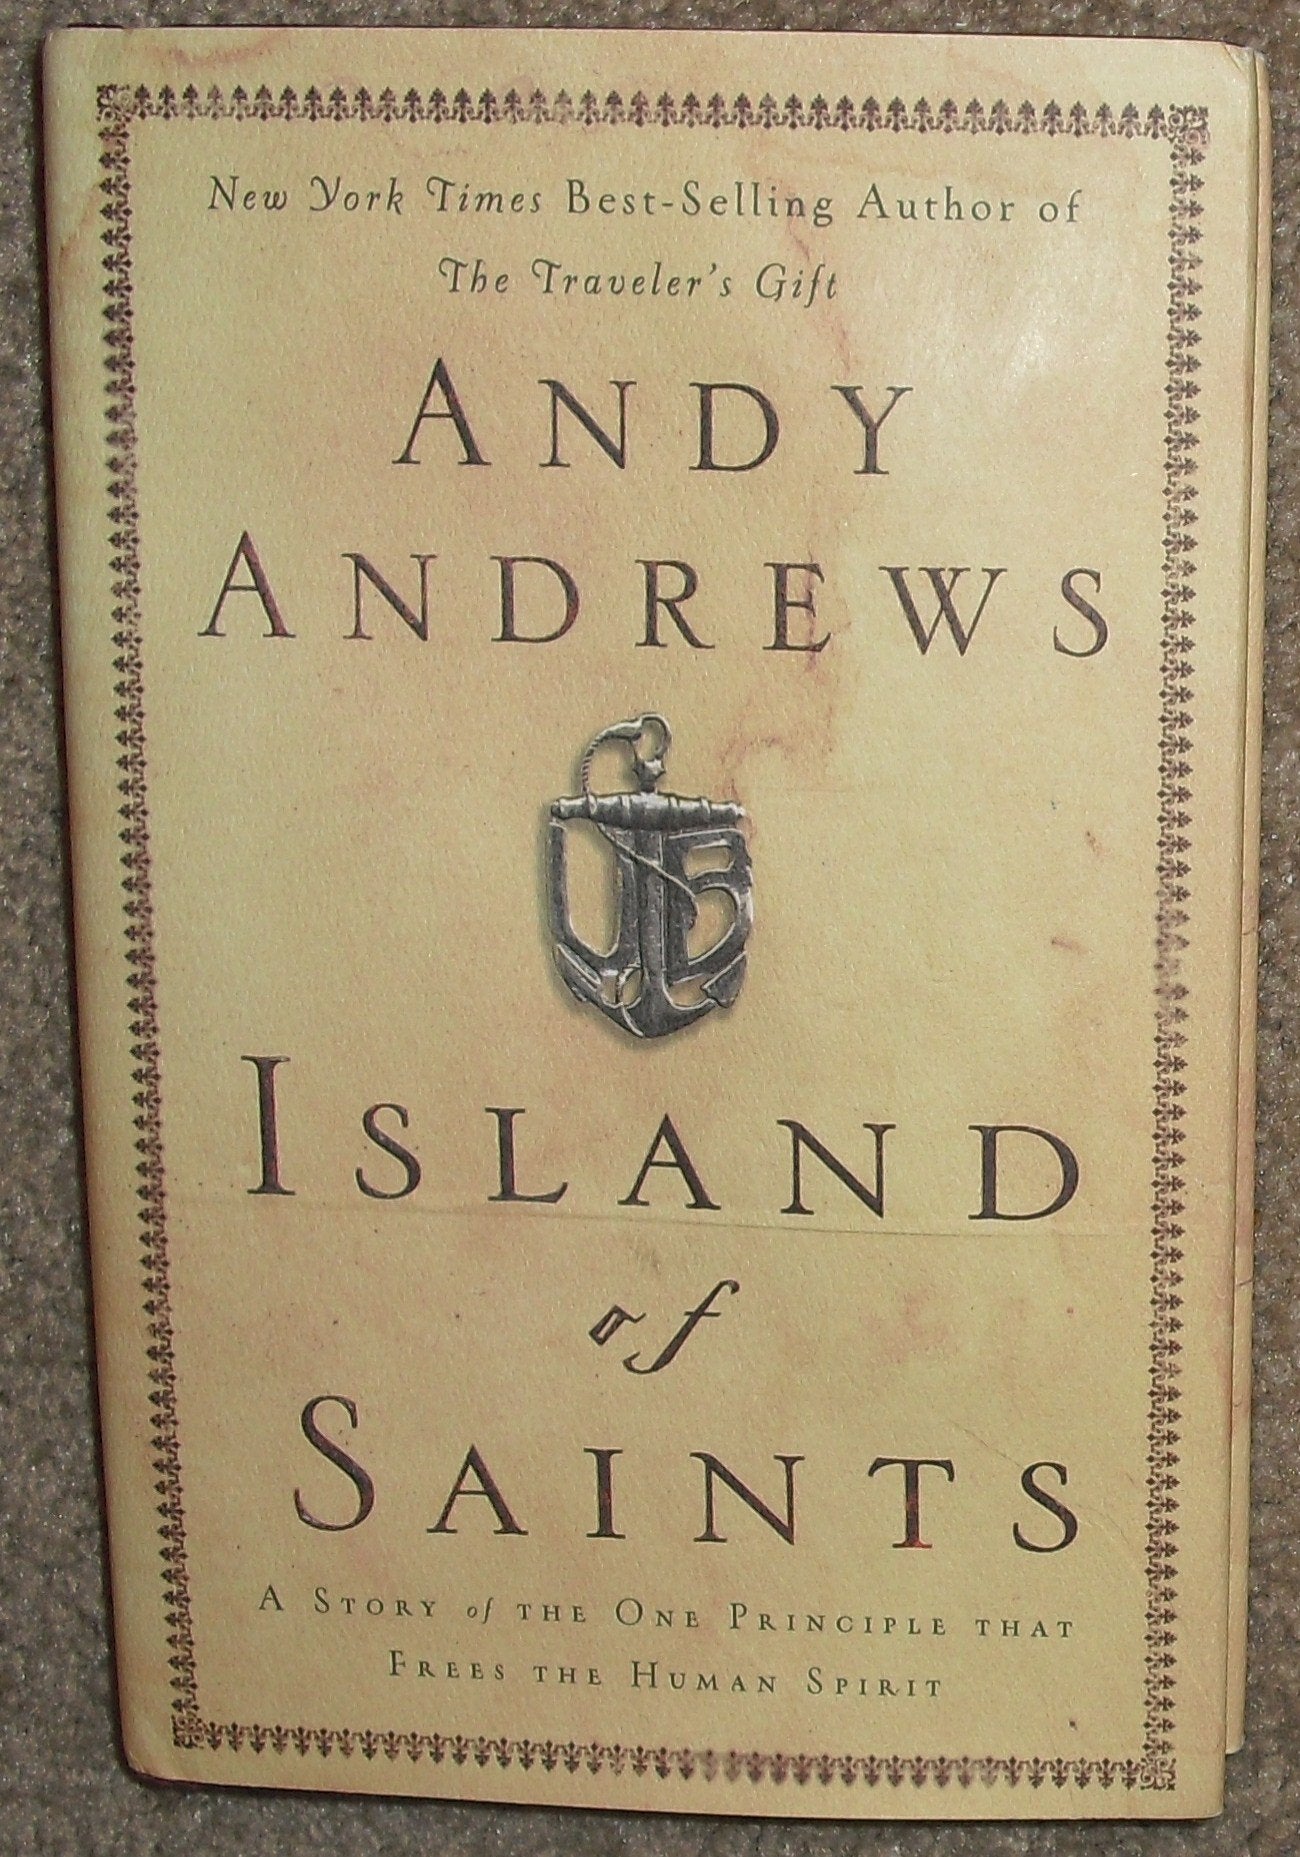 New York Times Best-Selling Author of
The Traveler's Gift
ANDY
ANDREWS
UB
ISLAND
of
SAINTS
A STORY of THE ONE PRINCIPLE THAT
FREES THE HUMAN SPIRIT